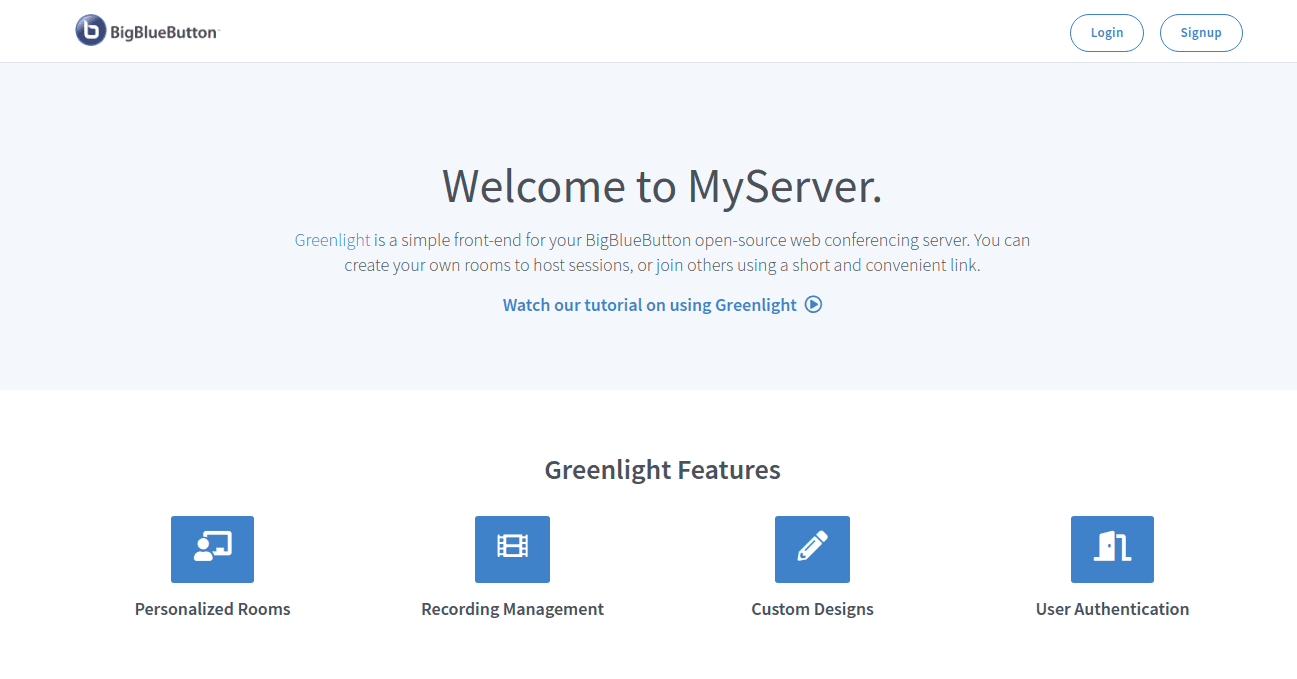 BigBlueButton
Login
Signup
Welcome to MyServer.
Greenlight is a simple front-end for your BigBlueButton open-source web conferencing server. You can
create your own rooms to host sessions, or join others using a short and convenient link.
Watch our tutorial on using Greenlight
Greenlight Features
Personalized Rooms
Recording Management
Custom Designs
User Authentication